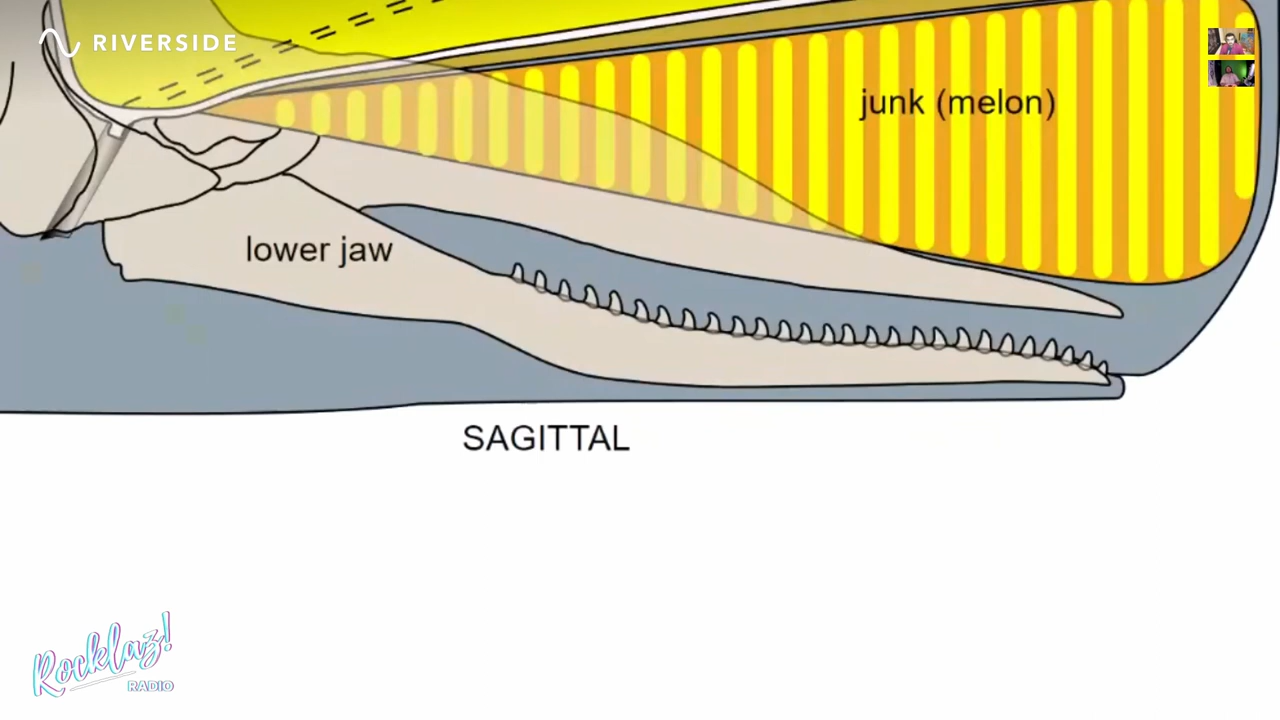 RIVERSIDE
junk (melon)
lower jaw
SAGITTAL
Rocklaz!
RADIO